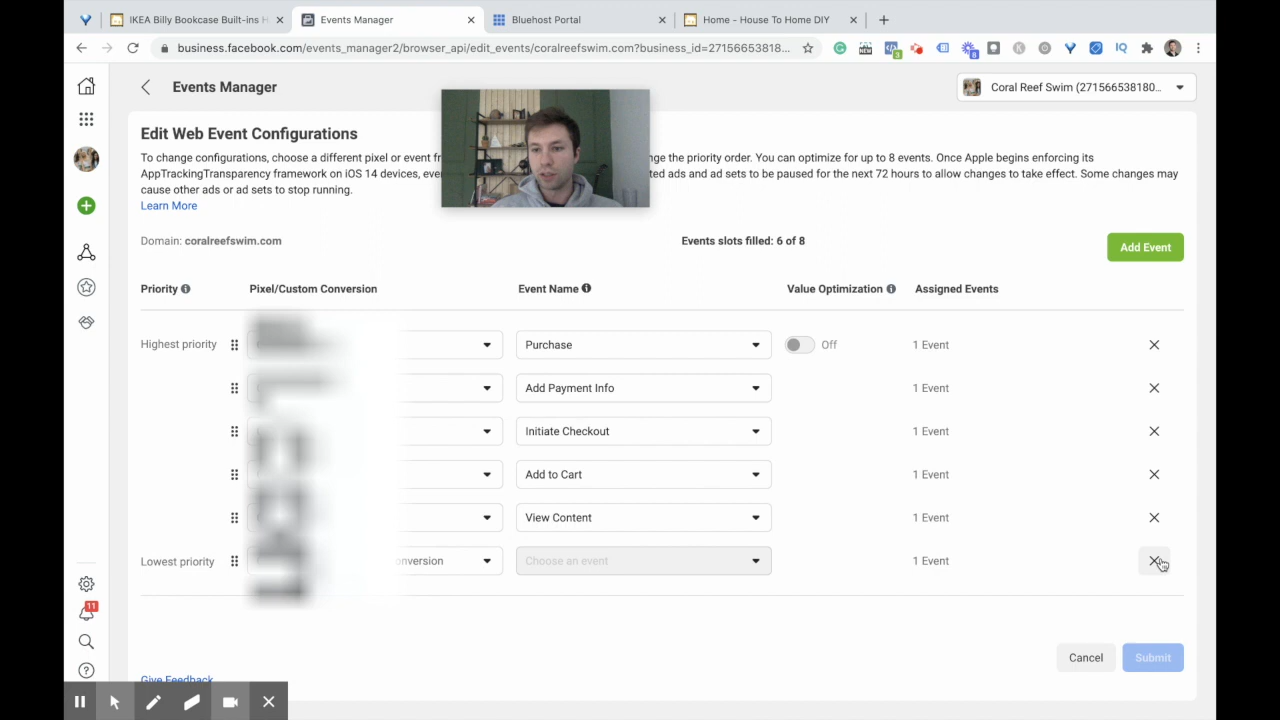 IKEA Billy Bookcase Built-ins H
Events Manager
Bluehost Portal
Home - House To Home DIY
business.facebook.com/events_manager2/browser_api/edit_events/coralreefswim.com?business_id=27156653818...
Events Manager
Coral Reef Swim (271566538180...
Edit Web Event Configurations
To change configurations, choose a different pixel or event fr nge the priority order. You can optimize for up to 8 events. Once Apple begins enforcing its
AppTrackingTransparency framework on iOS 14 devices, eve ted ads and ad sets to be paused for the next 72 hours to allow changes to take effect. Some changes may
cause other ads or ad sets to stop running.
Learn More
Domain: coralreefswim.com
Events slots filled: 6 of 8
Add Event
Priority
Pixel/Custom Conversion
Event Name
Value Optimization
Assigned Events
Highest priority
Purchase
Off
1 Event
Add Payment Info
1 Event
Initiate Checkout
1 Event
Add to Cart
1 Event
View Content
1 Event
Lowest priority
onversion
Choose an event
1 Event
11
Cancel
Submit
Give Feedback